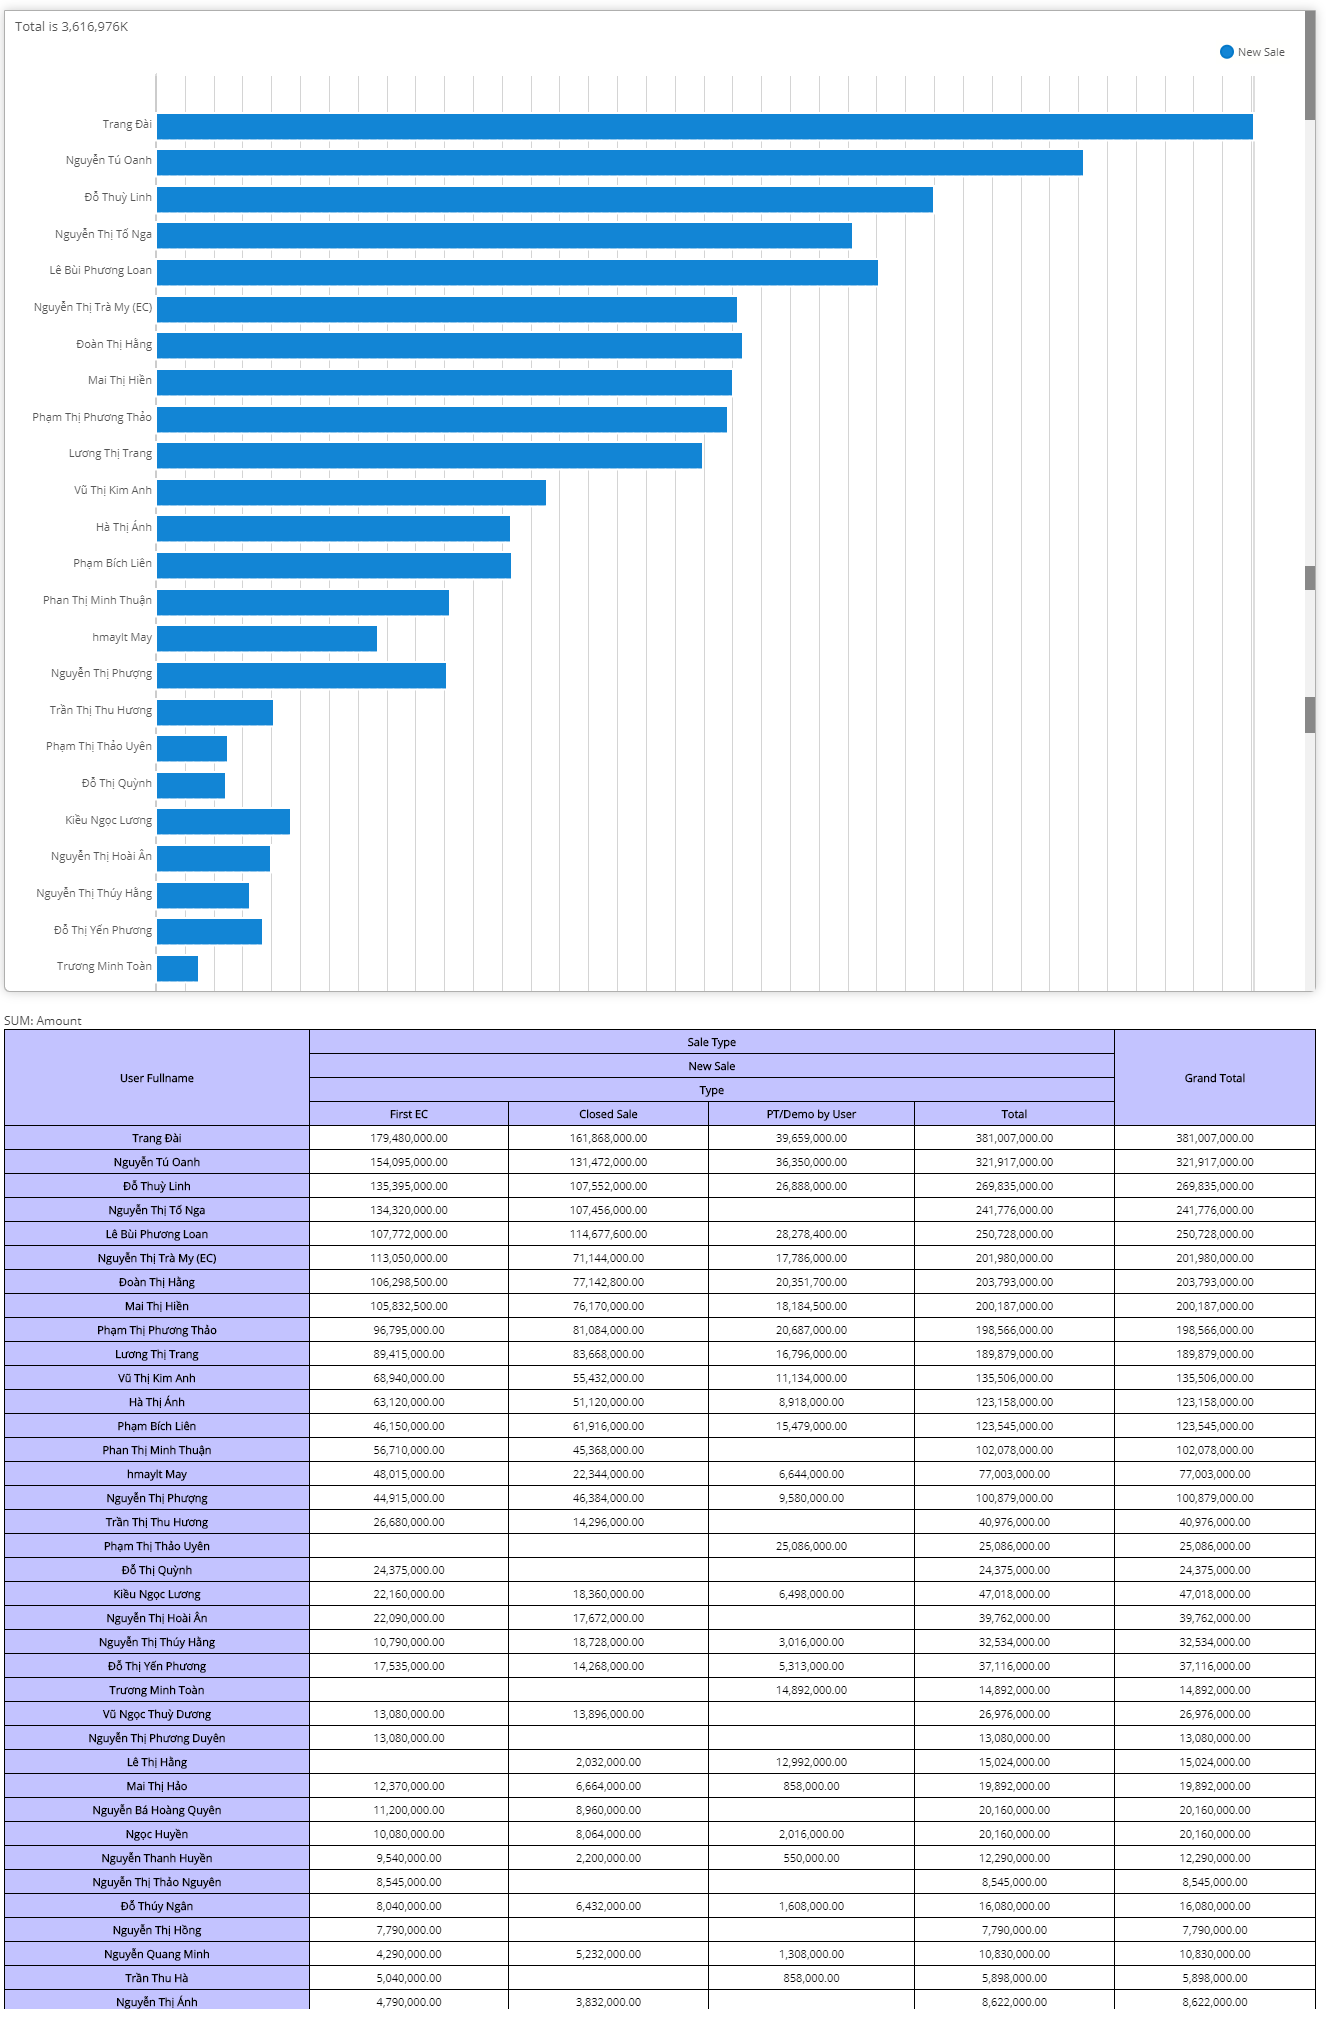 Total is 3,616,976K
New Sale
Trang Đài
Nguyễn Tú Oanh
Đỗ Thuỳ Linh
Nguyễn Thị Tố Nga
Lê Bùi Phương Loan
Nguyễn Thị Trà My (EC)
Đoàn Thị Hằng
Mai Thị Hiền
Phạm Thị Phương Thảo
Lương Thị Trang
Vũ Thị Kim Anh
Hà Thị Ánh
Phạm Bích Liên
Phan Thị Minh Thuận
hmaylt May
Nguyễn Thị Phượng
Trần Thị Thu Hương
Phạm Thị Thảo Uyên
Đỗ Thị Quỳnh
Kiều Ngọc Lương
Nguyễn Thị Hoài Ân
Nguyễn Thị Thúy Hằng
Đỗ Thị Yến Phương
Trương Minh Toàn
SUM: Amount
User Fullname Sale Type Grand Total
New Sale
Type
First EC Closed Sale PT/Demo by User Total
Trang Đài 179,480,000.00 161,868,000.00 39,659,000.00 381,007,000.00 381,007,000.00
Nguyễn Tú Oanh 154,095,000.00 131,472,000.00 36,350,000.00 321,917,000.00 321,917,000.00
Đỗ Thuỳ Linh 135,395,000.00 107,552,000.00 26,888,000.00 269,835,000.00 269,835,000.00
Nguyễn Thị Tố Nga 134,320,000.00 107,456,000.00 241,776,000.00 241,776,000.00
Lê Bùi Phương Loan 107,772,000.00 114,677,600.00 28,278,400.00 250,728,000.00 250,728,000.00
Nguyễn Thị Trà My (EC) 113,050,000.00 71,144,000.00 17,786,000.00 201,980,000.00 201,980,000.00
Đoàn Thị Hằng 106,298,500.00 77,142,800.00 20,351,700.00 203,793,000.00 203,793,000.00
Mai Thị Hiền 105,832,500.00 76,170,000.00 18,184,500.00 200,187,000.00 200,187,000.00
Phạm Thị Phương Thảo 96,795,000.00 81,084,000.00 20,687,000.00 198,566,000.00 198,566,000.00
Lương Thị Trang 89,415,000.00 83,668,000.00 16,796,000.00 189,879,000.00 189,879,000.00
Vũ Thị Kim Anh 68,940,000.00 55,432,000.00 11,134,000.00 135,506,000.00 135,506,000.00
Hà Thị Ánh 63,120,000.00 51,120,000.00 8,918,000.00 123,158,000.00 123,158,000.00
Phạm Bích Liên 46,150,000.00 61,916,000.00 15,479,000.00 123,545,000.00 123,545,000.00
Phan Thị Minh Thuận 56,710,000.00 45,368,000.00 102,078,000.00 102,078,000.00
hmaylt May 48,015,000.00 22,344,000.00 6,644,000.00 77,003,000.00 77,003,000.00
Nguyễn Thị Phượng 44,915,000.00 46,384,000.00 9,580,000.00 100,879,000.00 100,879,000.00
Trần Thị Thu Hương 26,680,000.00 14,296,000.00 40,976,000.00 40,976,000.00
Phạm Thị Thảo Uyên 25,086,000.00 25,086,000.00 25,086,000.00
Đỗ Thị Quỳnh 24,375,000.00 24,375,000.00 24,375,000.00
Kiều Ngọc Lương 22,160,000.00 18,360,000.00 6,498,000.00 47,018,000.00 47,018,000.00
Nguyễn Thị Hoài Ân 22,090,000.00 17,672,000.00 39,762,000.00 39,762,000.00
Nguyễn Thị Thúy Hằng 10,790,000.00 18,728,000.00 3,016,000.00 32,534,000.00 32,534,000.00
Đỗ Thị Yến Phương 17,535,000.00 14,268,000.00 5,313,000.00 37,116,000.00 37,116,000.00
Trương Minh Toàn 14,892,000.00 14,892,000.00 14,892,000.00
Vũ Ngọc Thuỳ Dương 13,080,000.00 13,896,000.00 26,976,000.00 26,976,000.00
Nguyễn Thị Phương Duyên 13,080,000.00 13,080,000.00 13,080,000.00
Lê Thị Hằng 2,032,000.00 12,992,000.00 15,024,000.00 15,024,000.00
Mai Thị Hảo 12,370,000.00 6,664,000.00 858,000.00 19,892,000.00 19,892,000.00
Nguyễn Bá Hoàng Quyên 11,200,000.00 8,960,000.00 20,160,000.00 20,160,000.00
Ngọc Huyền 10,080,000.00 8,064,000.00 2,016,000.00 20,160,000.00 20,160,000.00
Nguyễn Thanh Huyền 9,540,000.00 2,200,000.00 550,000.00 12,290,000.00 12,290,000.00
Nguyễn Thị Thảo Nguyên 8,545,000.00 8,545,000.00 8,545,000.00
Đỗ Thúy Ngân 8,040,000.00 6,432,000.00 1,608,000.00 16,080,000.00 16,080,000.00
Nguyễn Thị Hồng 7,790,000.00 7,790,000.00 7,790,000.00
Nguyễn Quang Minh 4,290,000.00 5,232,000.00 1,308,000.00 10,830,000.00 10,830,000.00
Trần Thu Hà 5,040,000.00 858,000.00 5,898,000.00 5,898,000.00
Nguyễn Thị Ánh 4,790,000.00 3,832,000.00 8,622,000.00 8,622,000.00